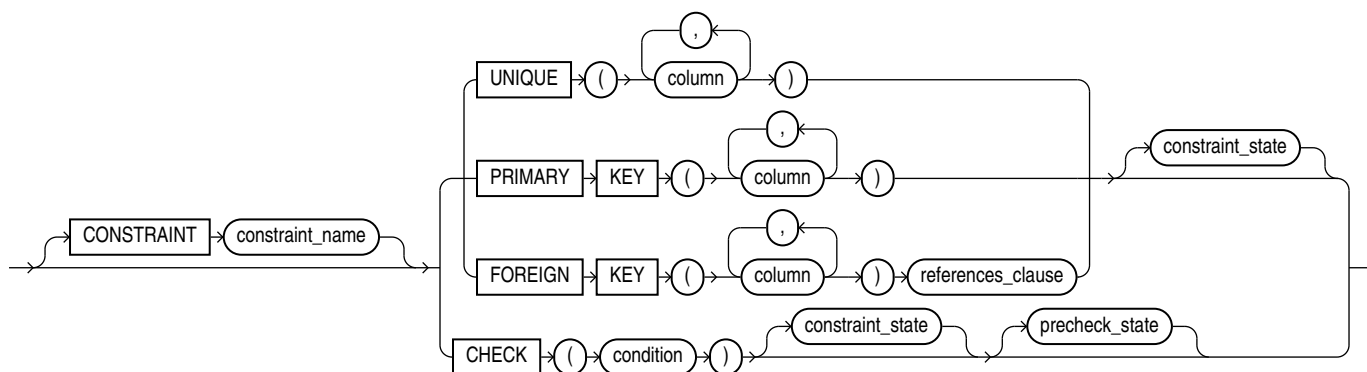 ,
UNIQUE ( column )
,
constraint_state
PRIMARY KEY ( column )
,
CONSTRAINT constraint_name
FOREIGN KEY ( column ) references_clause
constraint_state precheck_state
CHECK ( condition )